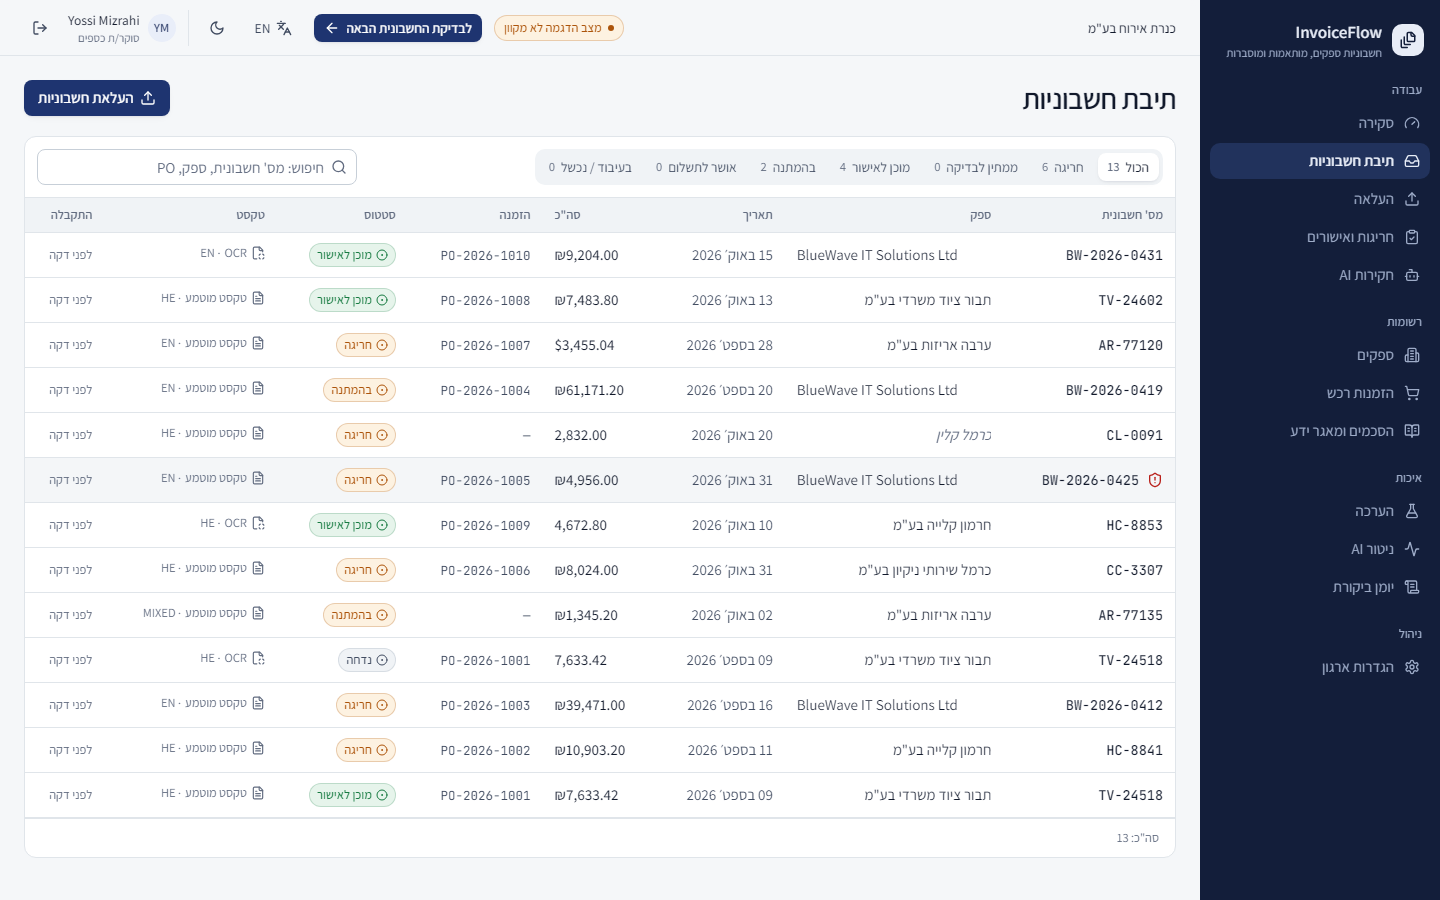 InvoiceFlow
חשבוניות ספקים, מותאמות ומוסברות
עבודה
סקירה
תיבת חשבוניות
העלאה
חריגות ואישורים
חקירות AI
רשומות
ספקים
הזמנות רכש
הסכמים ומאגר ידע
איכות
הערכה
ניטור AI
יומן ביקורת
ניהול
הגדרות ארגון
כנרת אירוח בע"מ
מצב הדגמה לא מקוון
לבדיקת החשבונית הבאה
EN
YM
Yossi Mizrahi
סוקר/ת כספים
תיבת חשבוניות
העלאת חשבוניות
הכול 13 חריגה 6 ממתין לבדיקה 0 מוכן לאישור 4 בהמתנה 2 אושר לתשלום 0 בעיבוד / נכשל 0
חיפוש: מס' חשבונית, ספק, PO
מס' חשבונית ספק תאריך סה"כ הזמנה סטטוס טקסט התקבלה
BW-2026-0431 BlueWave IT Solutions Ltd 15 באוק׳ 2026 ₪9,204.00 PO-2026-1010 מוכן לאישור EN · OCR לפני דקה
TV-24602 תבור ציוד משרדי בע"מ 13 באוק׳ 2026 ₪7,483.80 PO-2026-1008 מוכן לאישור טקסט מוטמע · HE לפני דקה
AR-77120 ערבה אריזות בע"מ 28 בספט׳ 2026 $3,455.04 PO-2026-1007 חריגה טקסט מוטמע · EN לפני דקה
BW-2026-0419 BlueWave IT Solutions Ltd 20 בספט׳ 2026 ₪61,171.20 PO-2026-1004 בהמתנה טקסט מוטמע · EN לפני דקה
CL-0091 כרמל קלין 20 באוק׳ 2026 2,832.00 – חריגה טקסט מוטמע · HE לפני דקה
BW-2026-0425 BlueWave IT Solutions Ltd 31 באוק׳ 2026 ₪4,956.00 PO-2026-1005 חריגה טקסט מוטמע · EN לפני דקה
HC-8853 חרמון קלייה בע"מ 10 באוק׳ 2026 4,672.80 PO-2026-1009 מוכן לאישור HE · OCR לפני דקה
CC-3307 כרמל שירותי ניקיון בע"מ 31 באוק׳ 2026 ₪8,024.00 PO-2026-1006 חריגה טקסט מוטמע · HE לפני דקה
AR-77135 ערבה אריזות בע"מ 02 באוק׳ 2026 ₪1,345.20 – בהמתנה טקסט מוטמע · MIXED לפני דקה
TV-24518 תבור ציוד משרדי בע"מ 09 בספט׳ 2026 7,633.42 PO-2026-1001 נדחה HE · OCR לפני דקה
BW-2026-0412 BlueWave IT Solutions Ltd 16 בספט׳ 2026 ₪39,471.00 PO-2026-1003 חריגה טקסט מוטמע · EN לפני דקה
HC-8841 חרמון קלייה בע"מ 11 בספט׳ 2026 ₪10,903.20 PO-2026-1002 חריגה טקסט מוטמע · HE לפני דקה
TV-24518 תבור ציוד משרדי בע"מ 09 בספט׳ 2026 ₪7,633.42 PO-2026-1001 מוכן לאישור טקסט מוטמע · HE לפני דקה
סה"כ: 13